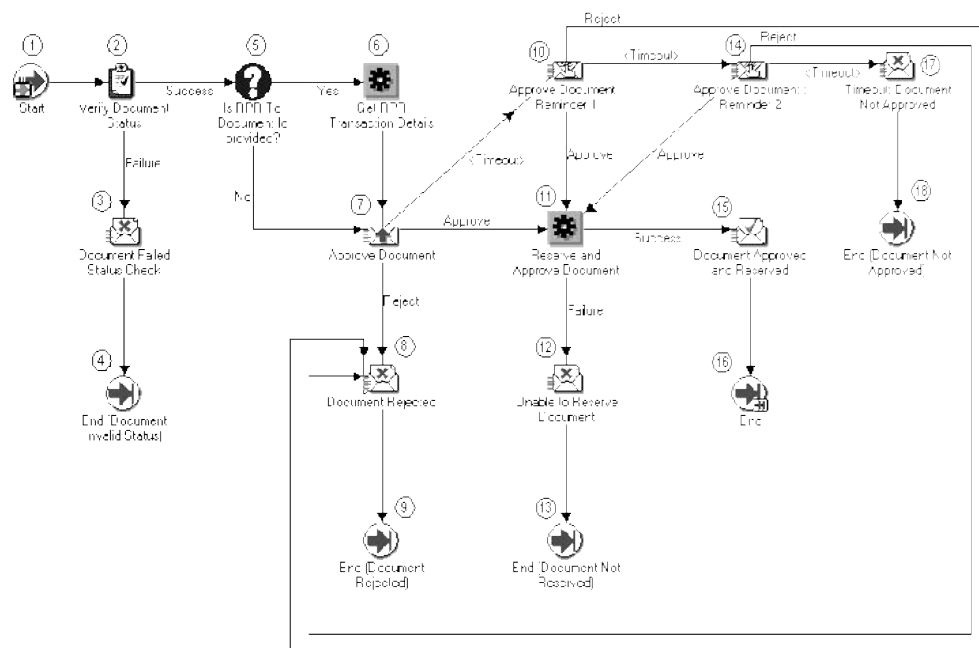 Reject
1
2
5
6
10
Reject
14
<Timeout>
17
<Timeout>
Start
Success
Yes
Verify Document
Status
Is
To
Document Id
provided?
Get
Transaction Details
Approve Document
Reminder 1
Approve Document
Reminder 2
Timeout: Document
Not Approved
Failure
<Timeout>
Approve
Approve
3
No
7
11
15
18
Approve
Success
Document Failed
Status Check
Approve Document
Reserve and
Approve Document
Document Approved
and Reserved
End (Document Not
Approved)
Reject
Failure
4
8
12
16
Document Rejected
Unable to Reserve
Document
End
End (Document
Invalid Status)
9
13
End (Document
Rejected)
End (Document Not
Reserved)